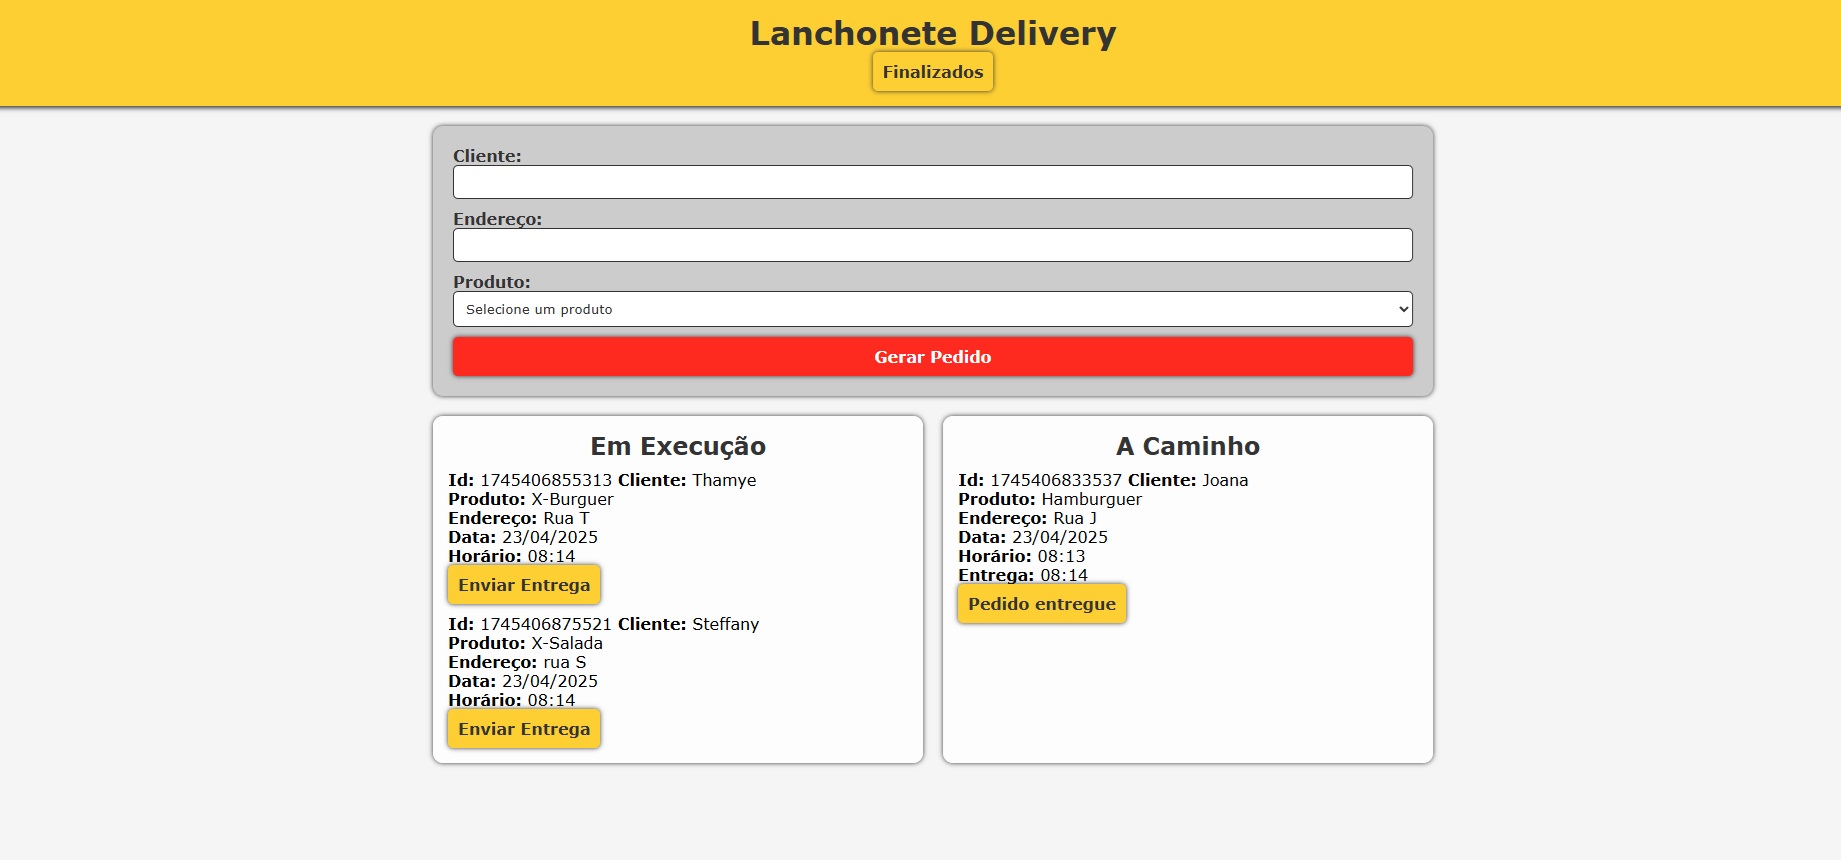 Lanchonete Delivery
Finalizados
Cliente:
Endereço:
Produto:
Selecione um produto
Gerar Pedido
Em Execução
Id: 1745406855313 Cliente: Thamye
Produto: X-Burguer
Endereço: Rua T
Data: 23/04/2025
Horário: 08:14
Enviar Entrega
Id: 1745406875521 Cliente: Steffany
Produto: X-Salada
Endereço: rua S
Data: 23/04/2025
Horário: 08:14
Enviar Entrega
A Caminho
Id: 1745406833537 Cliente: Joana
Produto: Hamburguer
Endereço: Rua J
Data: 23/04/2025
Horário: 08:13
Entrega: 08:14
Pedido entregue